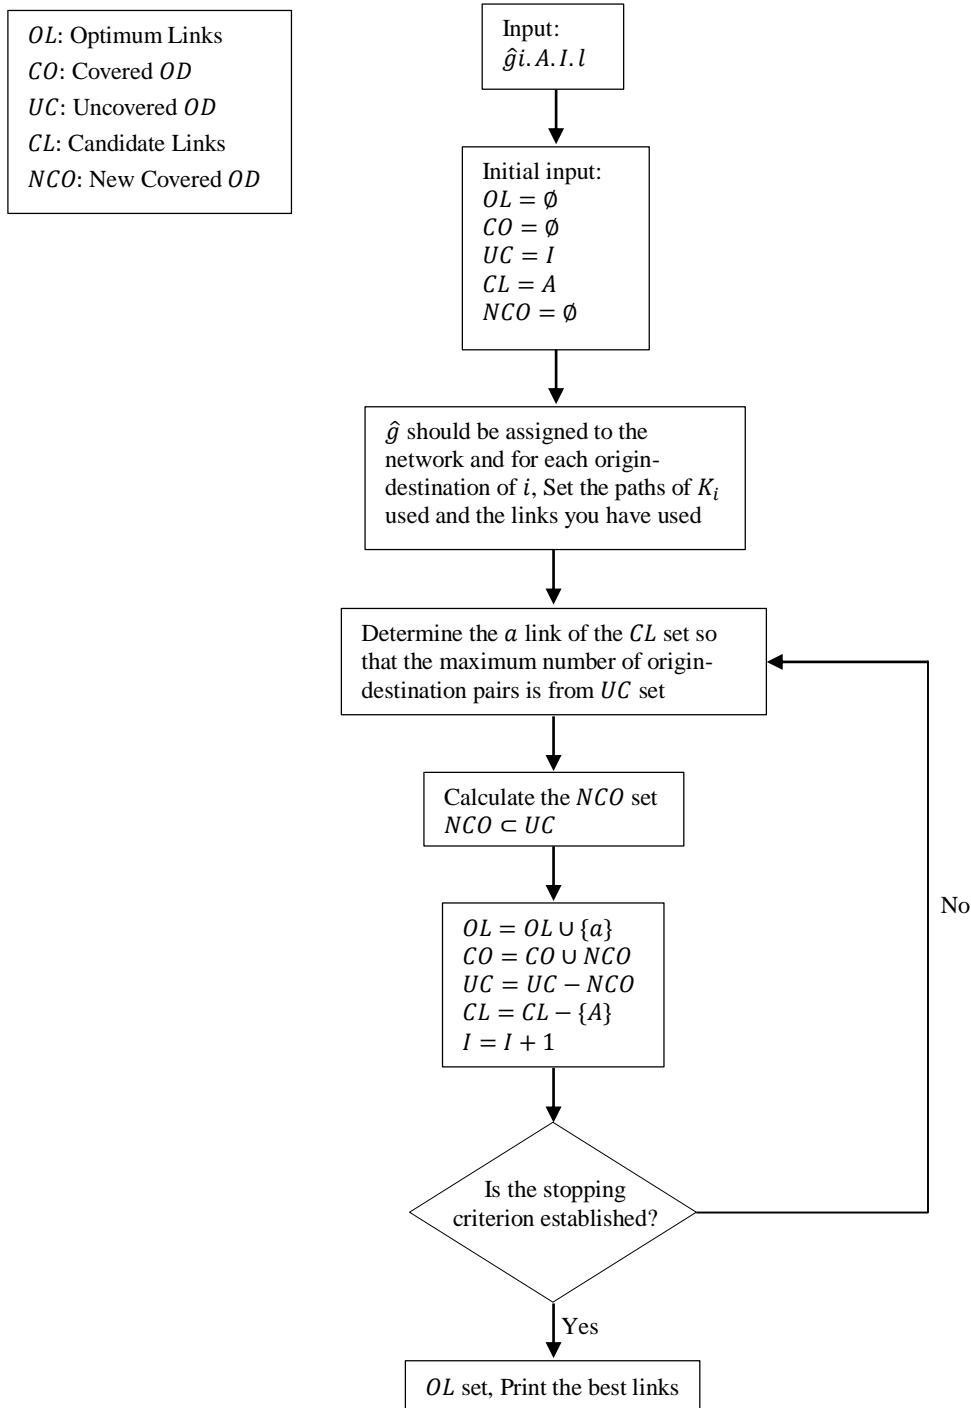 OL: Optimum Links
CO: Covered OD
UC: Uncovered OD
CL: Candidate Links
NCO: New Covered OD
Input:
ĝi. A. I. l
Initial input:
OL = ∅
CO = ∅
UC = I
CL = A
NCO = ∅
ĝ should be assigned to the
network and for each origin-
destination of i, Set the paths of K_i
used and the links you have used
Determine the a link of the CL set so
that the maximum number of origin-
destination pairs is from UC set
Calculate the NCO set
NCO ⊂ UC
OL = OL ∪ {a}
CO = CO ∪ NCO
UC = UC − NCO
CL = CL − {A}
I = I + 1
No
Is the stopping
criterion established?
Yes
OL set, Print the best links